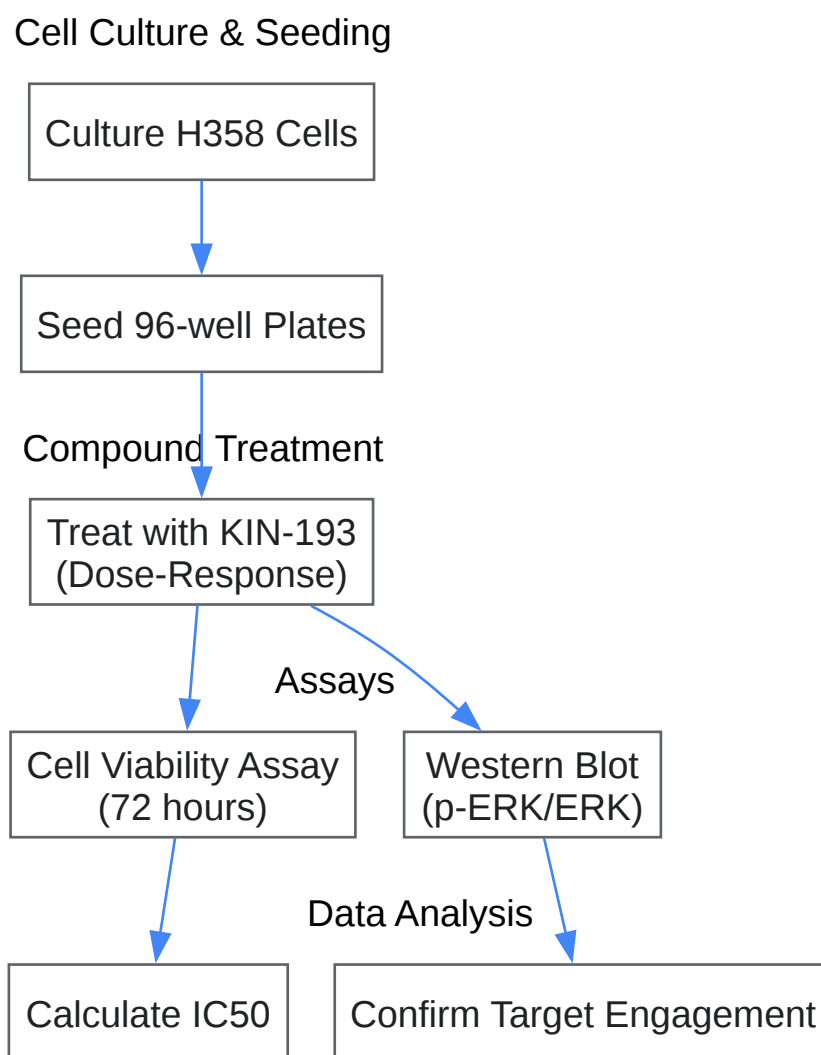 Cell Culture & Seeding
Culture H358 Cells
Seed 96-well Plates
Compound Treatment
Treat with KIN-193
(Dose-Response)
Assays
Cell Viability Assay
(72 hours)
Western Blot
(p-ERK/ERK)
Data Analysis
Calculate IC50
Confirm Target Engagement